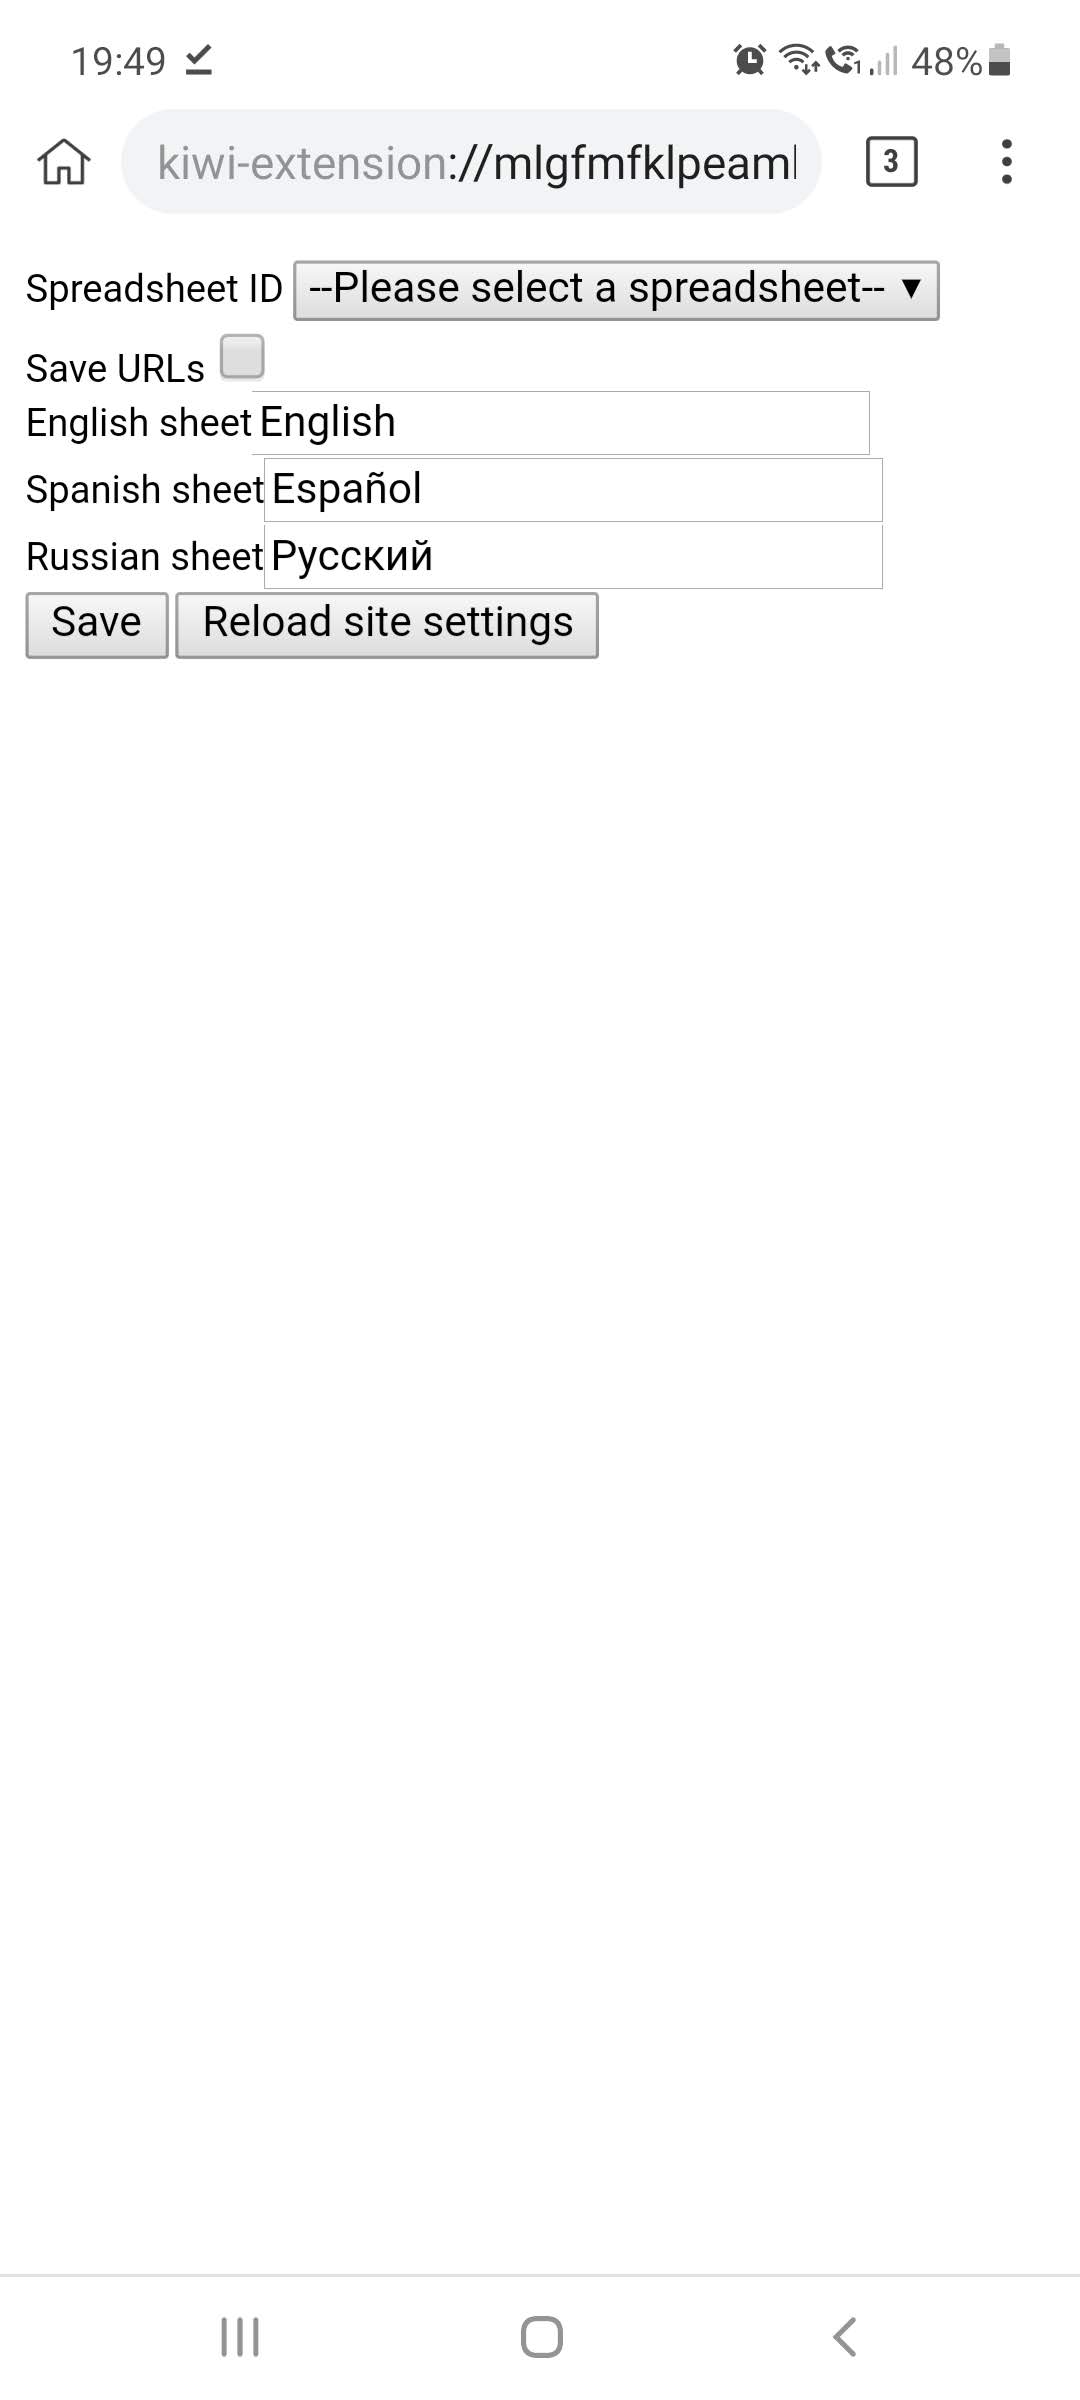 19:49 48%
kiwi-extension://mlgfmfklpeaml 3
Spreadsheet ID --Please select a spreadsheet--
Save URLs
English sheet English
Spanish sheet Español
Russian sheet Русский
Save Reload site settings